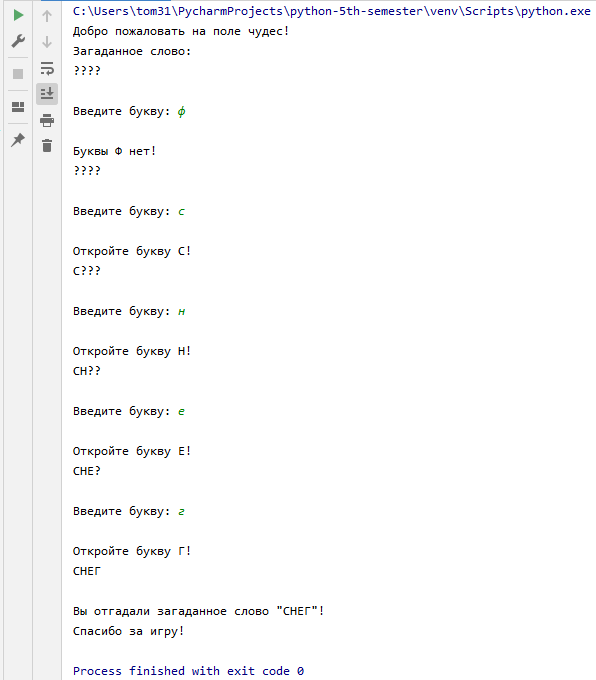 C:\Users\tom31\PycharmProjects\python-5th-semester\venv\Scripts\python.exe
Добро пожаловать на поле чудес!
Загаданное слово:
????
Введите букву: ф
Буквы Ф нет!
????
Введите букву: с
Откройте букву С!
С???
Введите букву: н
Откройте букву Н!
СН??
Введите букву: е
Откройте букву Е!
СНЕ?
Введите букву: г
Откройте букву Г!
СНЕГ
Вы отгадали загаданное слово "СНЕГ"!
Спасибо за игру!
Process finished with exit code 0